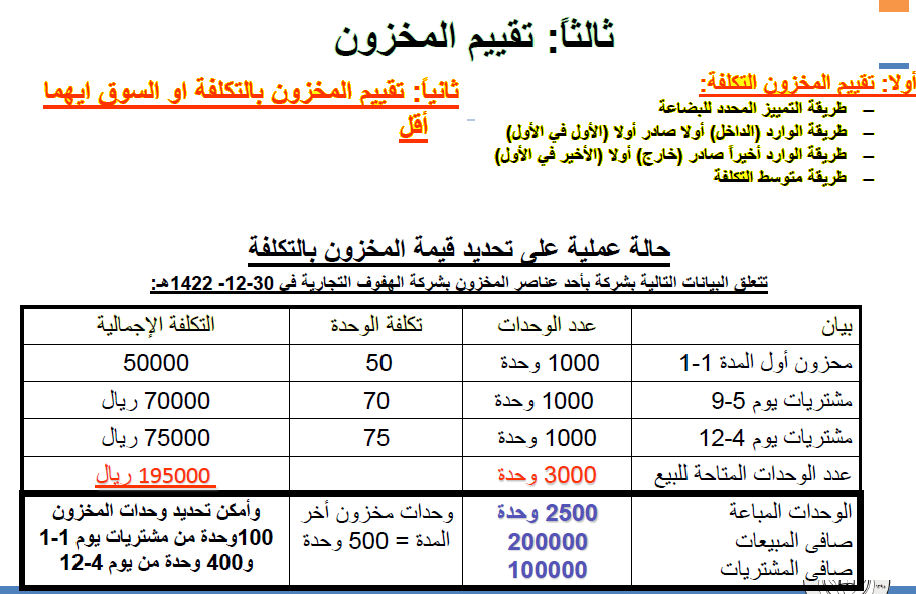 ثالثاً: تقييم المخزون
أولا: تقييم المخزون التكلفة:
– طريقة التمييز المحدد للبضاعة
– طريقة الوارد (الداخل) أولا صادر أولا (الأول في الأول)
– طريقة الوارد أخيراً صادر (خارج) أولا (الأخير في الأول)
– طريقة متوسط التكلفة
ثانياً: تقييم المخزون بالتكلفة او السوق ايهما
أقل
حالة عملية على تحديد قيمة المخزون بالتكلفة
تتعلق البيانات التالية بشركة بأحد عناصر المخزون بشركة الهفوف التجارية في 30-12- 1422هـ:
بيان عدد الوحدات تكلفة الوحدة التكلفة الإجمالية
مخزون أول المدة 1-1 1000 وحدة 50 50000
مشتريات يوم 5-9 1000 وحدة 70 70000 ريال
مشتريات يوم 4-12 1000 وحدة 75 75000 ريال
عدد الوحدات المتاحة للبيع 3000 وحدة 195000 ريال
الوحدات المباعة 2500 وحدة وحدات مخزون أخر وأمكن تحديد وحدات المخزون
صافى المبيعات 200000 المدة = 500 وحدة 100وحدة من مشتريات يوم 1-1
صافي المشتريات 100000 و400 وحدة من يوم 4-12